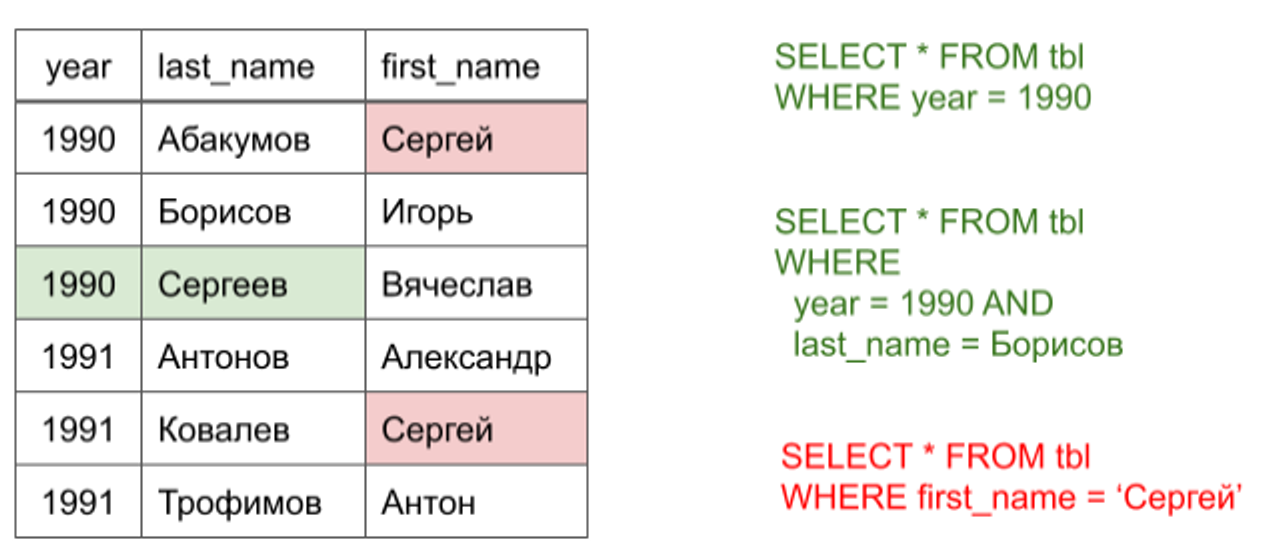 year last_name first_name
1990 Абакумов Сергей
1990 Борисов Игорь
1990 Сергеев Вячеслав
1991 Антонов Александр
1991 Ковалев Сергей
1991 Трофимов Антон
SELECT * FROM tbl
WHERE year = 1990
SELECT * FROM tbl
WHERE
year = 1990 AND
last_name = Борисов
SELECT * FROM tbl
WHERE first_name = ‘Сергей’